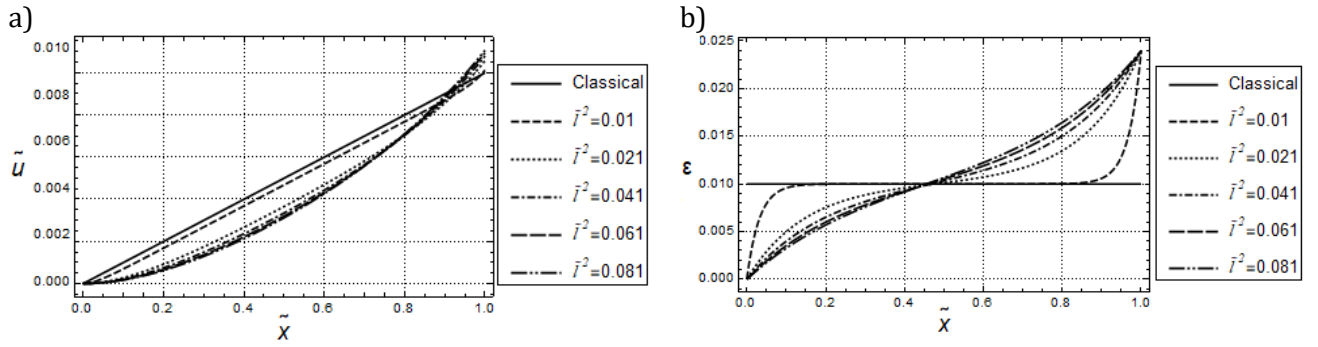 a)
0.010
0.008
0.006
0.004
0.002
0.000
ũ
0.0
0.2
0.4
0.6
0.8
1.0
x̃
Classical
l̄²=0.01
l̄²=0.021
l̄²=0.041
l̄²=0.061
l̄²=0.081
b)
0.025
0.020
0.015
0.010
0.005
0.000
ε
0.0
0.2
0.4
0.6
0.8
1.0
x̃
Classical
l̄²=0.01
l̄²=0.021
l̄²=0.041
l̄²=0.061
l̄²=0.081